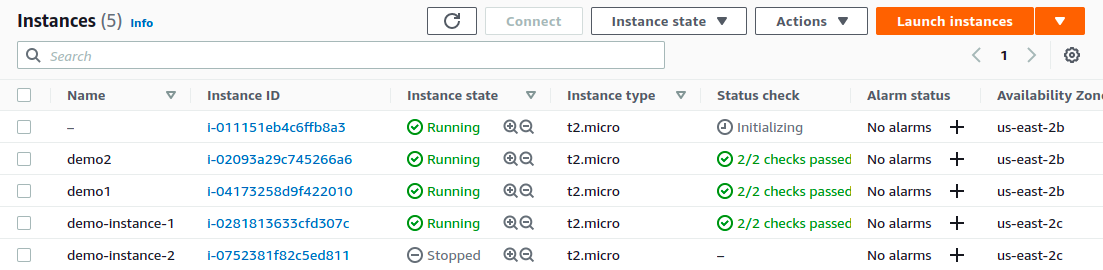 Instances (5) Info Connect Instance state Actions Launch instances
Search 1
Name Instance ID Instance state Instance type Status check Alarm status Availability Zon
– i-011151eb4c6ffb8a3 Running t2.micro Initializing No alarms us-east-2b
demo2 i-02093a29c745266a6 Running t2.micro 2/2 checks passed No alarms us-east-2b
demo1 i-04173258d9f422010 Running t2.micro 2/2 checks passed No alarms us-east-2b
demo-instance-1 i-0281813633cfd307c Running t2.micro 2/2 checks passed No alarms us-east-2c
demo-instance-2 i-0752381f82c5ed811 Stopped t2.micro – No alarms us-east-2c